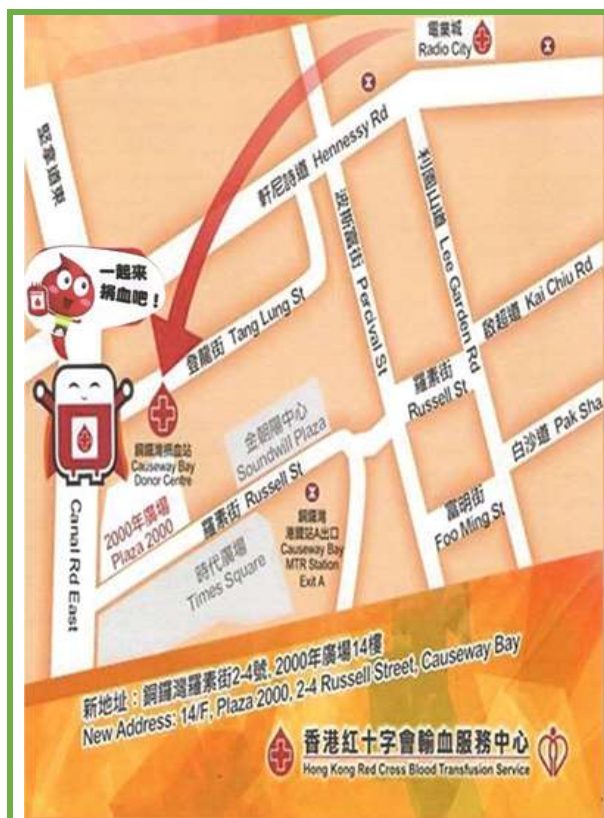 電業城
Radio City
堅拿道東
軒尼詩道 Hennessy Rd
利園山道 Lee Garden Rd
波斯富街 Percival St
一起來
捐血吧！
登龍街 Tang Lung St
啟超道 Kai Chiu Rd
羅素街
Russell St
金朝陽中心
Soundwill Plaza
銅鑼灣捐血站
Causeway Bay
Donor Centre
白沙道 Pak Sha
2000年廣場
Plaza 2000
羅素街 Russell St
銅鑼灣
港鐵站A出口
Causeway Bay
MTR Station
Exit A
富明街
Foo Ming St
時代廣場
Times Square
Canal Rd East
新地址：銅鑼灣羅素街2-4號, 2000年廣場14樓
New Address: 14/F, Plaza 2000, 2-4 Russell Street, Causeway Bay
香港紅十字會輸血服務中心
Hong Kong Red Cross Blood Transfusion Service